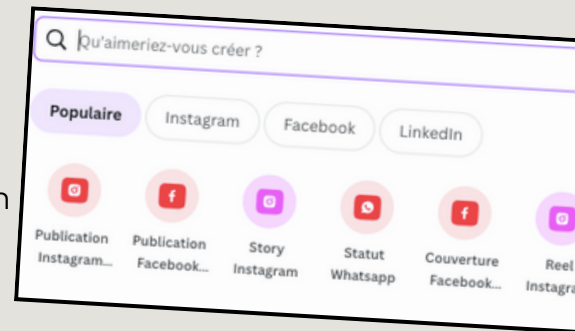 Qu'aimeriez-vous créer ?
Populaire
Instagram
Facebook
LinkedIn
Publication Instagram...
Publication Facebook...
Story Instagram
Statut Whatsapp
Couverture Facebook...
Reel Instagra
n